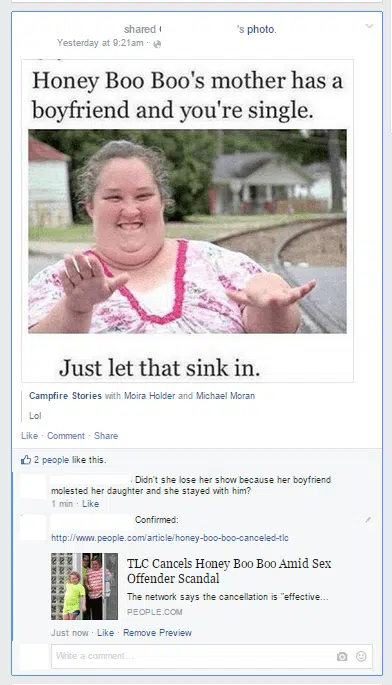 shared
's photo.
Yesterday at 9:21am ·
Honey Boo Boo's mother has a
boyfriend and you're single.
Just let that sink in.
Campfire Stories with Moira Holder and Michael Moran
Lol
Like · Comment · Share
2 people like this.
Didn't she lose her show because her boyfriend
molested her daughter and she stayed with him?
1 min · Like
Confirmed:
http://www.people.com/article/honey-boo-boo-canceled-tlc
TLC Cancels Honey Boo Boo Amid Sex
Offender Scandal
The network says the cancellation is "effective...
PEOPLE.COM
Just now · Like · Remove Preview
Write a comment...